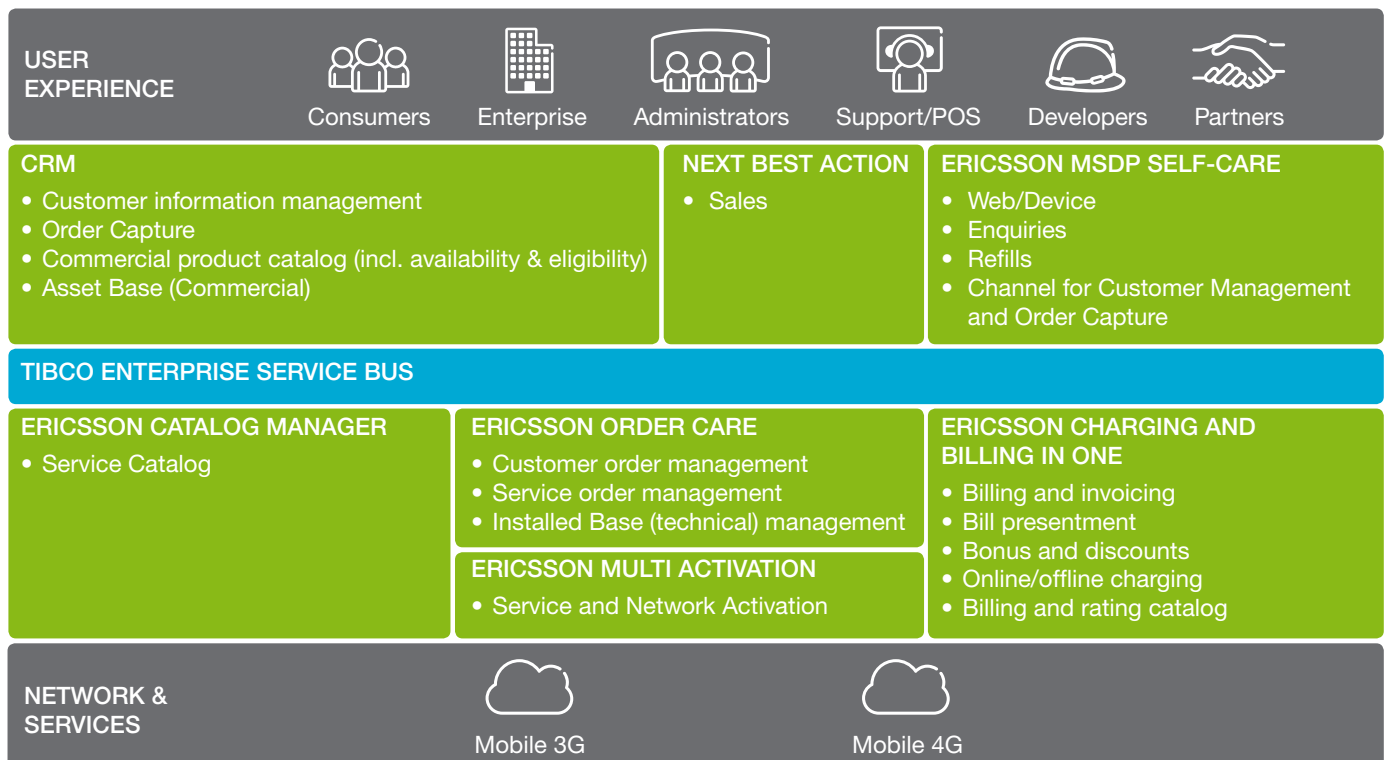 USER
EXPERIENCE
Consumers
Enterprise
Administrators
Support/POS
Developers
Partners
CRM
• Customer information management
• Order Capture
• Commercial product catalog (incl. availability & eligibility)
• Asset Base (Commercial)
NEXT BEST ACTION
• Sales
ERICSSON MSDP SELF-CARE
• Web/Device
• Enquiries
• Refills
• Channel for Customer Management
and Order Capture
TIBCO ENTERPRISE SERVICE BUS
ERICSSON CATALOG MANAGER
• Service Catalog
ERICSSON ORDER CARE
• Customer order management
• Service order management
• Installed Base (technical) management
ERICSSON MULTI ACTIVATION
• Service and Network Activation
ERICSSON CHARGING AND
BILLING IN ONE
• Billing and invoicing
• Bill presentment
• Bonus and discounts
• Online/offline charging
• Billing and rating catalog
NETWORK &
SERVICES
Mobile 3G
Mobile 4G